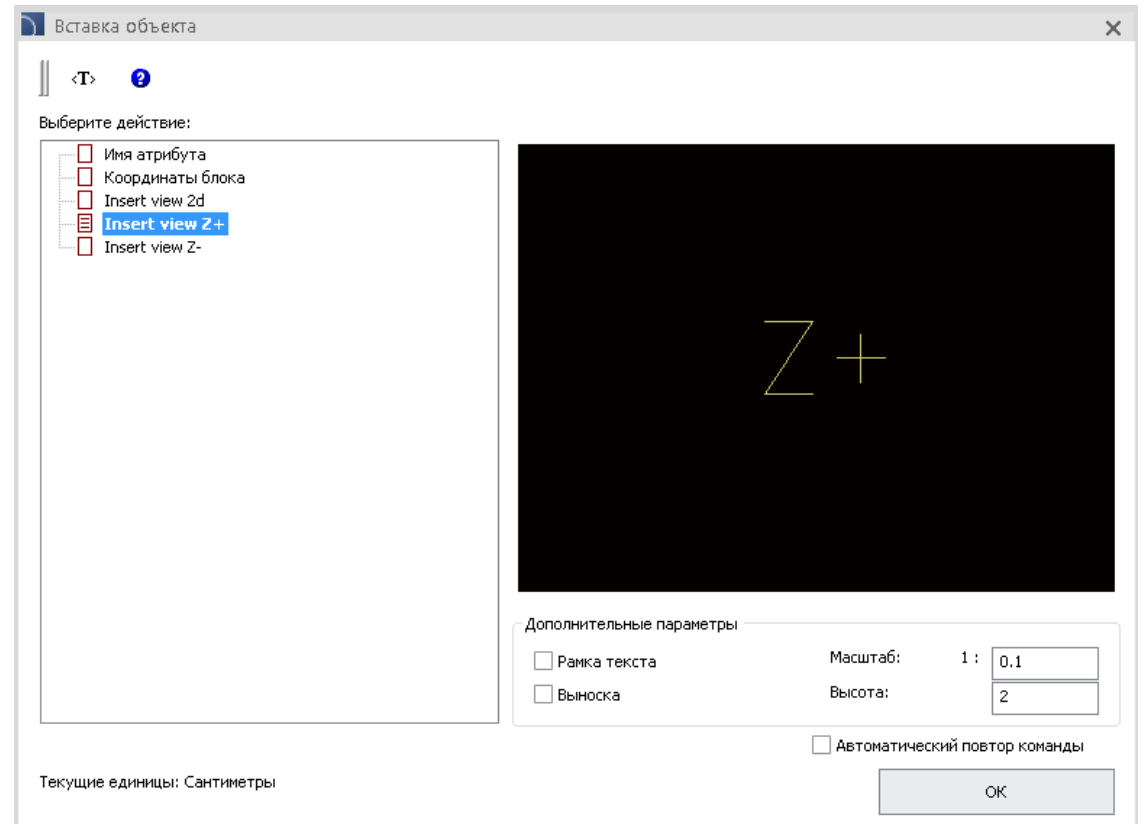 Вставка объекта
<T> ?
Выберите действие:
Имя атрибута
Координаты блока
Insert view 2d
Insert view Z+
Insert view Z-
Z+
Дополнительные параметры
Рамка текста
Масштаб: 1 : 0.1
Выноска
Высота: 2
Автоматический повтор команды
Текущие единицы: Сантиметры
ОК